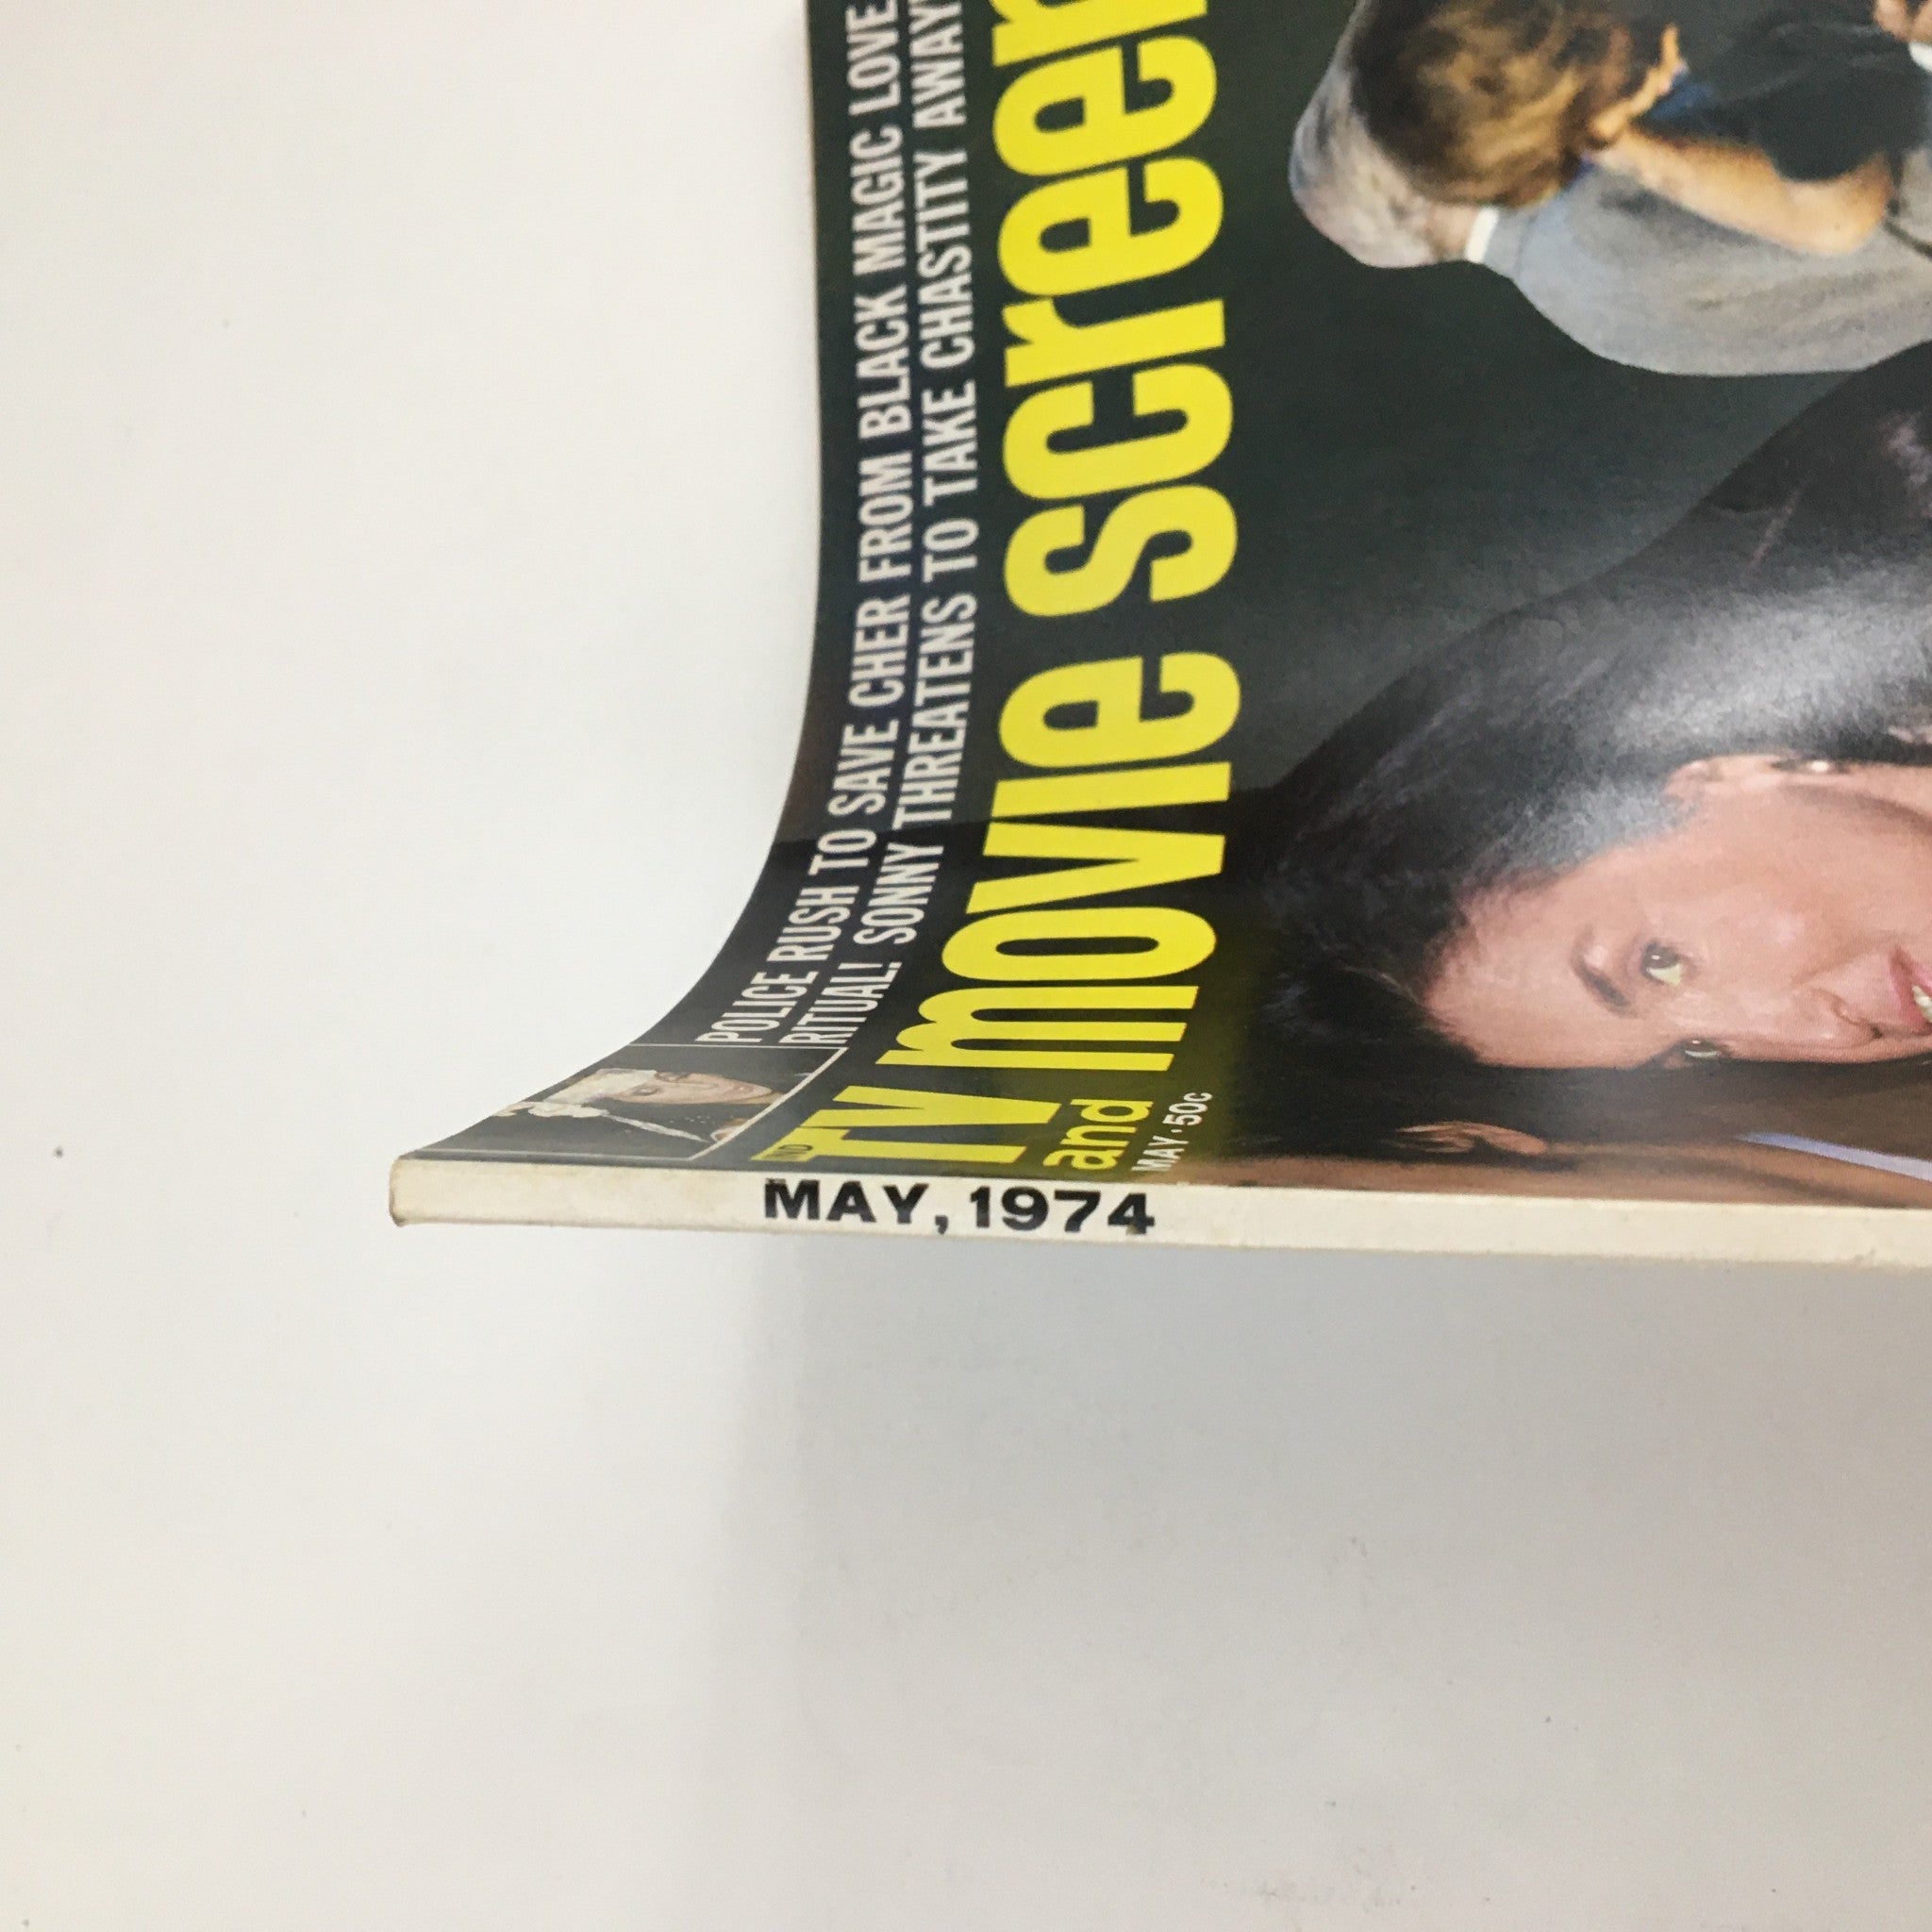 POLICE RUSH TO SAVE CHER FROM BLACK MAGIC LOVE
RITUAL! SONNY THREATENS TO TAKE CHASTITY AWAY!
TV
and
movie screen
MAY • 50c
MAY, 1974